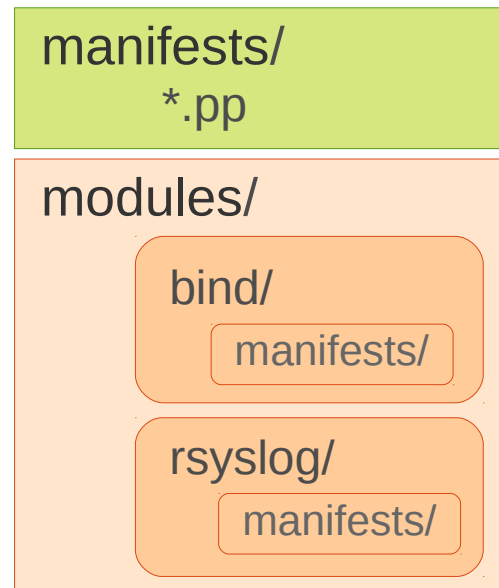 manifests/
*.pp
modules/
bind/
manifests/
rsyslog/
manifests/